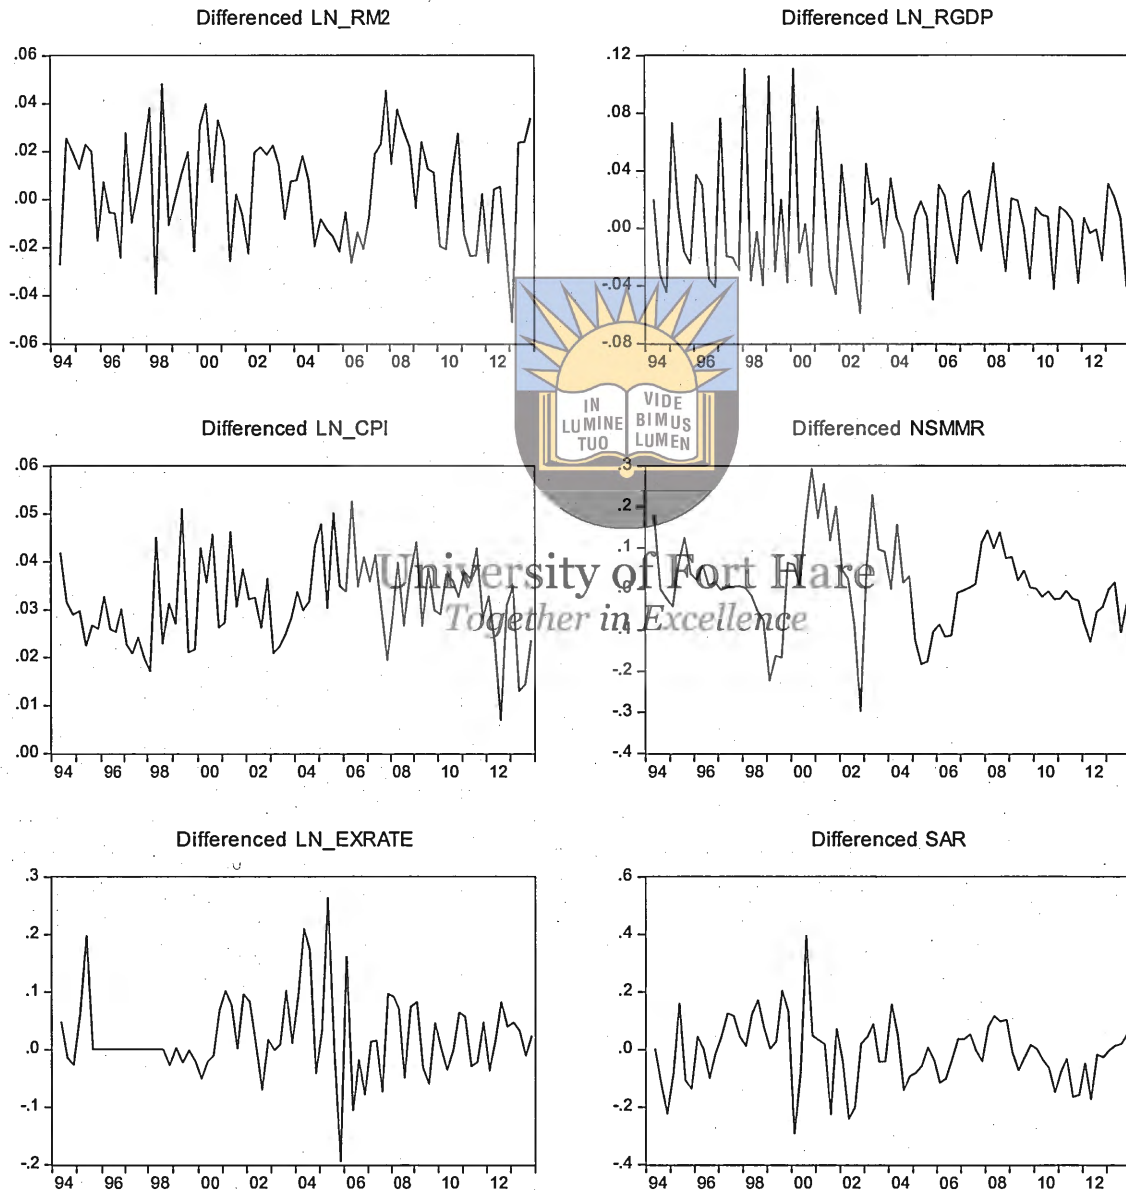 Differenced LN_RM2
.06
.04
.02
.00
-.02
-.04
-.06
94 96 98 00 02 04 06 08 10 12
Differenced LN_RGDP
.12
.08
.04
.00
-.04
-.08
94 96 98 00 02 04 06 08 10 12
IN
LUMINE
TUO
VIDE
BIMUS
LUMEN
Differenced LN_CPI
.06
.05
.04
.03
.02
.01
.00
94 96 98 00 02 04 06 08 10 12
Differenced NSMMR
.3
.2
.1
.0
-.2
-.3
-.4
94 96 98 00 02 04 06 08 10 12
University of Fort Hare
Together in Excellence
Differenced LN_EXRATE
.3
.2
.1
.0
-.1
-.2
94 96 98 00 02 04 06 08 10 12
Differenced SAR
.6
.4
.2
.0
-.2
-.4
94 96 98 00 02 04 06 08 10 12